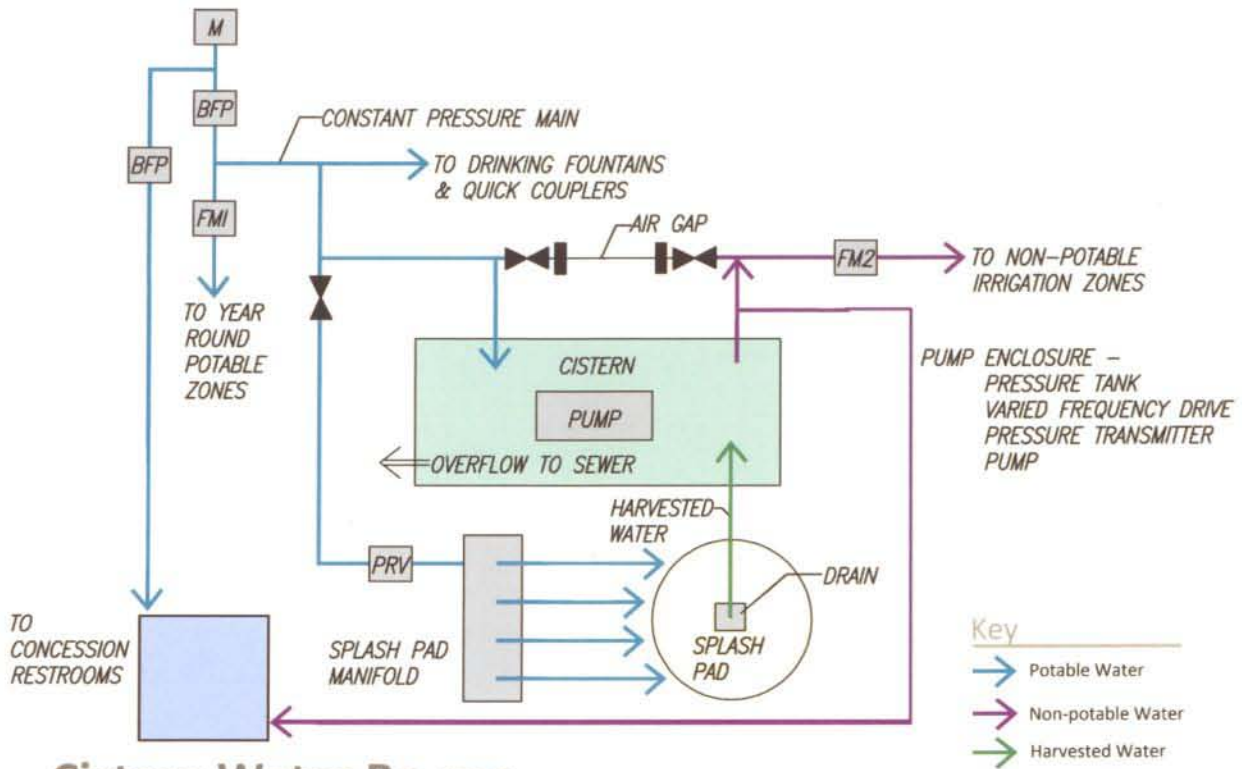 M
BFP
CONSTANT PRESSURE MAIN
BFP
TO DRINKING FOUNTAINS
& QUICK COUPLERS
FM1
AIR GAP
FM2
TO NON-POTABLE
IRRIGATION ZONES
TO YEAR
ROUND
POTABLE
ZONES
CISTERN
PUMP
OVERFLOW TO SEWER
PUMP ENCLOSURE -
PRESSURE TANK
VARIED FREQUENCY DRIVE
PRESSURE TRANSMITTER
PUMP
HARVESTED
WATER
PRV
DRAIN
TO
CONCESSION
RESTROOMS
SPLASH PAD
MANIFOLD
SPLASH
PAD
Key
Potable Water
Non-potable Water
Harvested Water